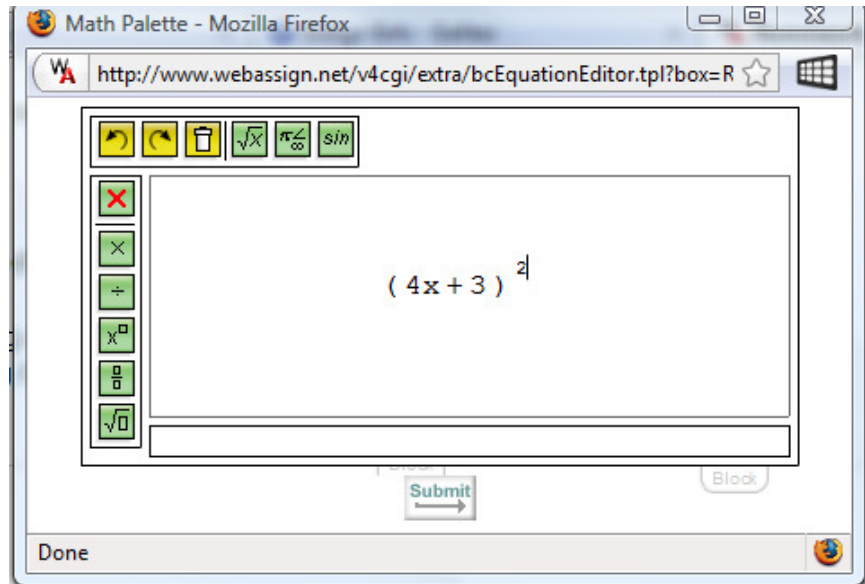 Math Palette - Mozilla Firefox
WA http://www.webassign.net/v4cgi/extra/bcEquationEditor.tpl?box=R
√x π∠∞ sin
×
÷
x□
□/□
√□
( 4x + 3 ) ²
Submit
Block
Done